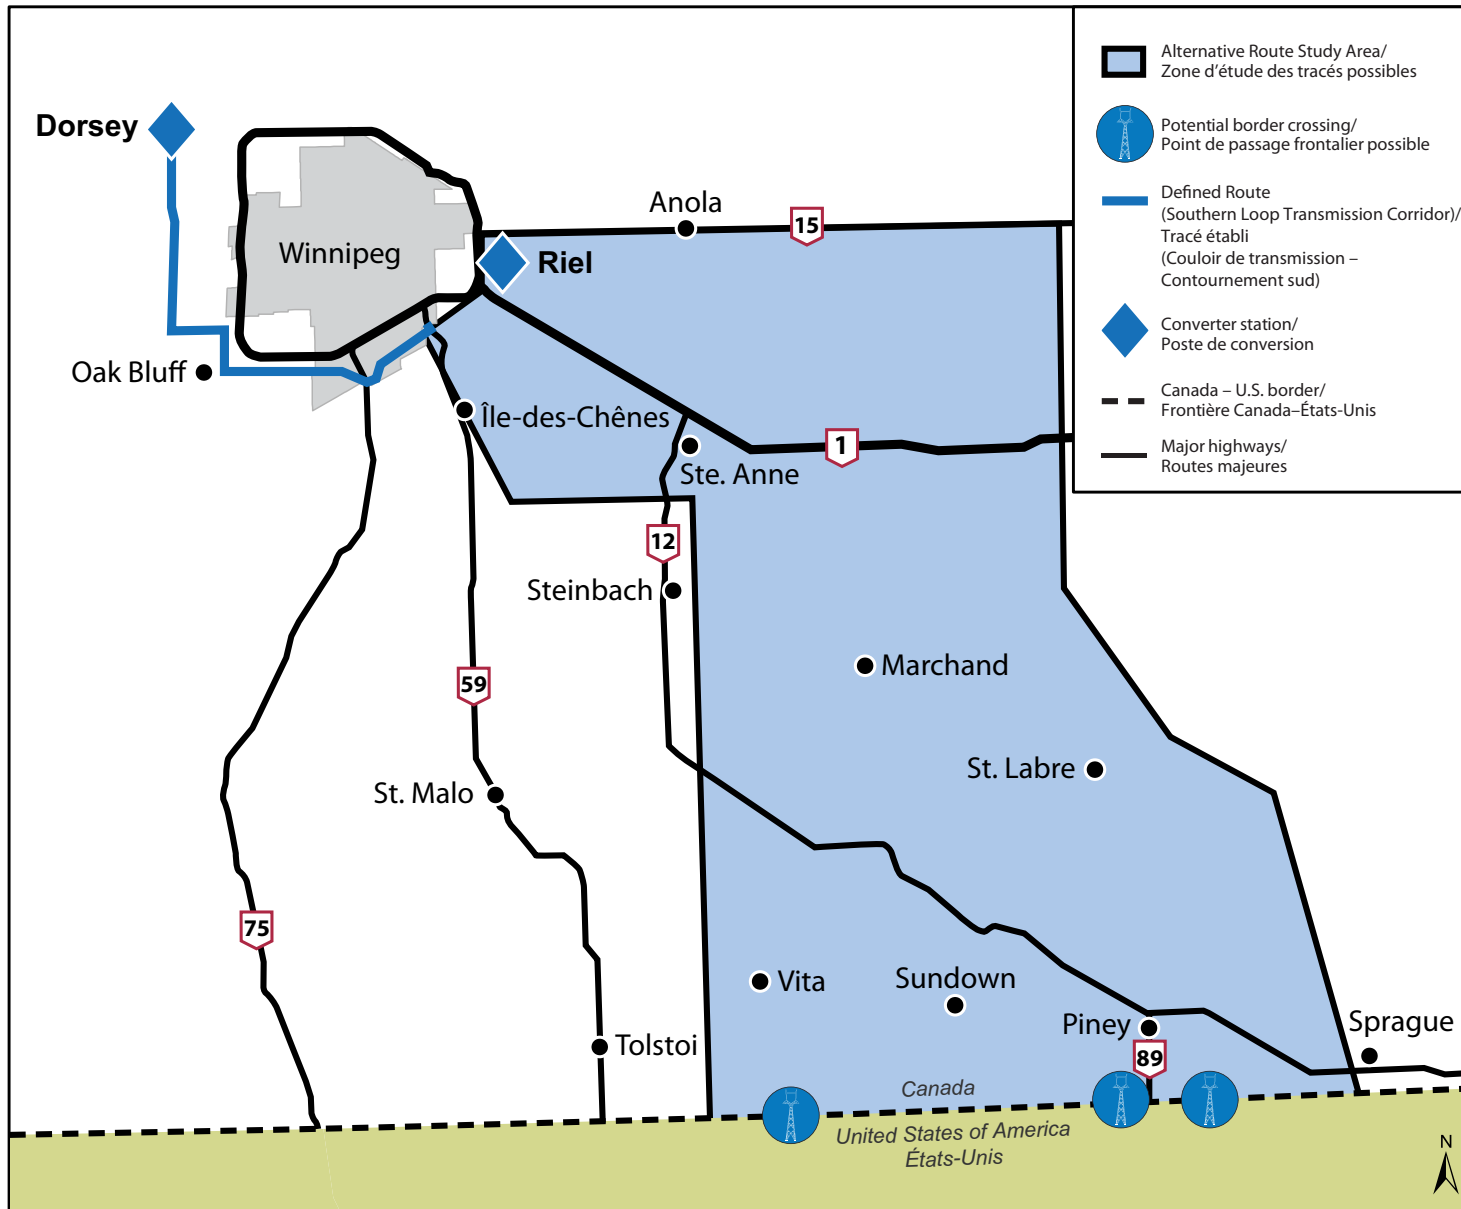 Alternative Route Study Area/
Zone d'étude des tracés possibles
Potential border crossing/
Point de passage frontalier possible
Defined Route
(Southern Loop Transmission Corridor)/
Tracé établi
(Couloir de transmission –
Contournement sud)
Converter station/
Poste de conversion
Canada – U.S. border/
Frontière Canada–États-Unis
Major highways/
Routes majeures
Dorsey
Winnipeg
Anola
15
Riel
Oak Bluff
Île-des-Chênes
1
Ste. Anne
12
Steinbach
Marchand
59
St. Labre
St. Malo
75
Vita
Sundown
Piney
Sprague
Tolstoi
89
Canada
United States of America
États-Unis
N